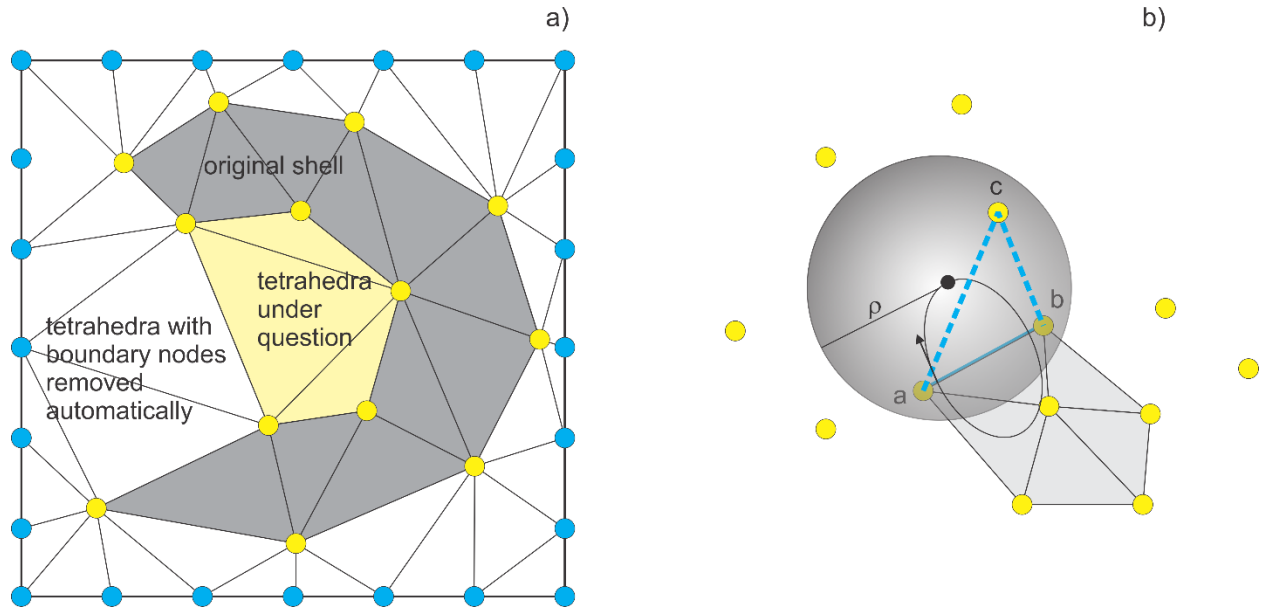 a)
original shell
tetrahedra
under
question
tetrahedra with
boundary nodes
removed
automatically
b)
c
b
ρ
a